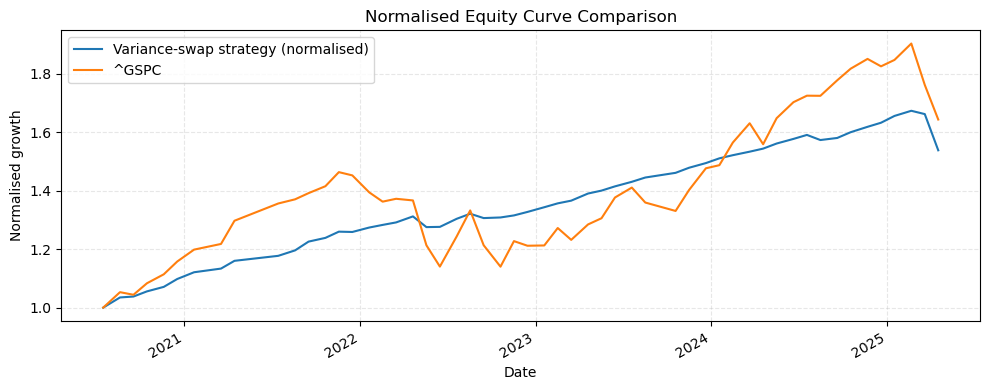 Normalised Equity Curve Comparison
Variance-swap strategy (normalised)
^GSPC
Normalised growth
1.8
1.6
1.4
1.2
1.0
2021
2022
2023
2024
2025
Date